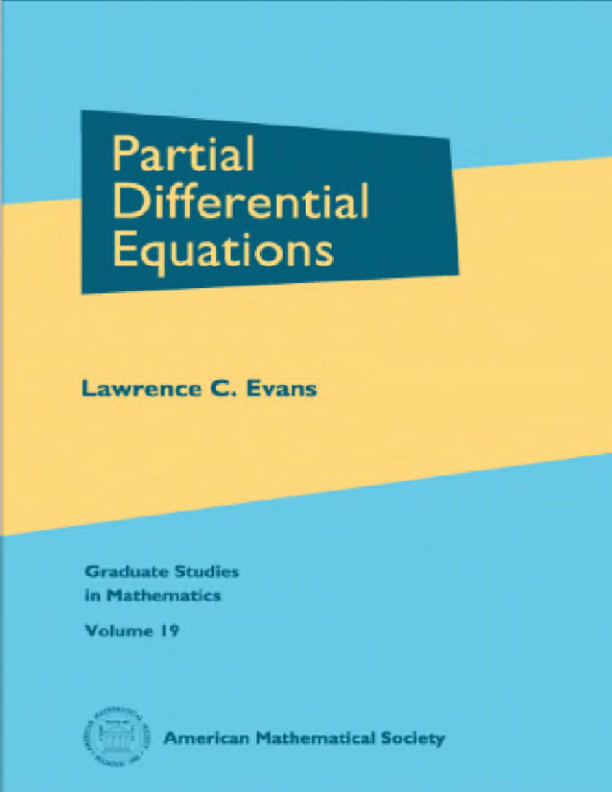 Partial
Differential
Equations
Lawrence C. Evans
Graduate Studies
in Mathematics
Volume 19
American Mathematical Society